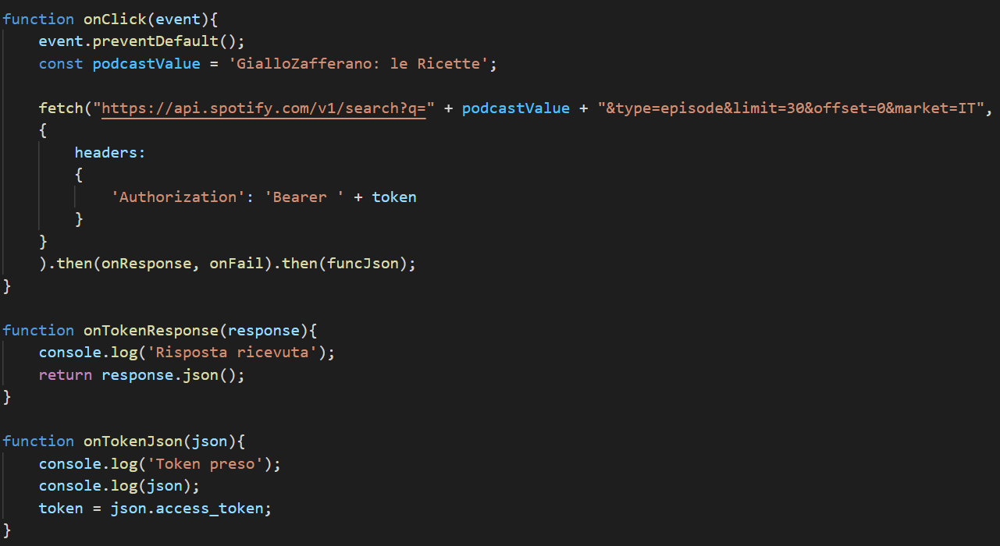 function onClick(event){
    event.preventDefault();
    const podcastValue = 'GialloZafferano: le Ricette';

    fetch("https://api.spotify.com/v1/search?q=" + podcastValue + "&type=episode&limit=30&offset=0&market=IT",
    {
        headers:
        {
            'Authorization': 'Bearer ' + token
        }
    }
    ).then(onResponse, onFail).then(funcJson);
}

function onTokenResponse(response){
    console.log('Risposta ricevuta');
    return response.json();
}

function onTokenJson(json){
    console.log('Token preso');
    console.log(json);
    token = json.access_token;
}